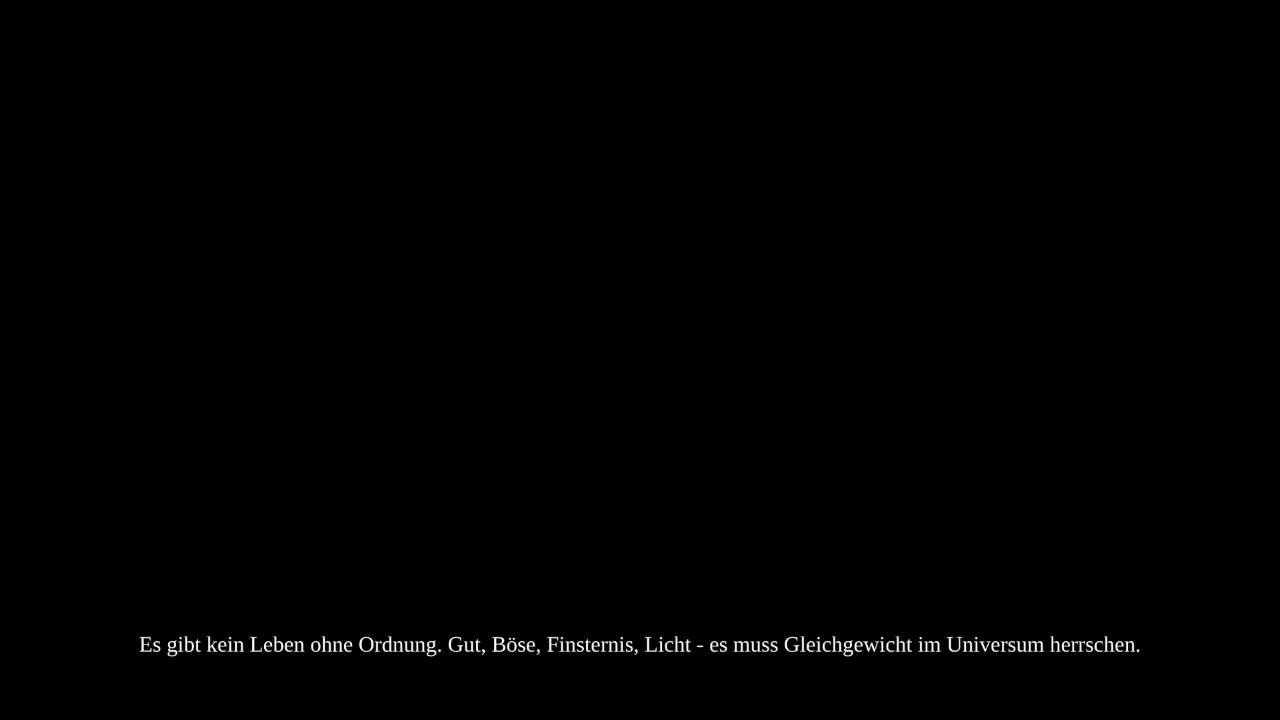 Es gibt kein Leben ohne Ordnung. Gut, Böse, Finsternis, Licht - es muss Gleichgewicht im Universum herrschen.